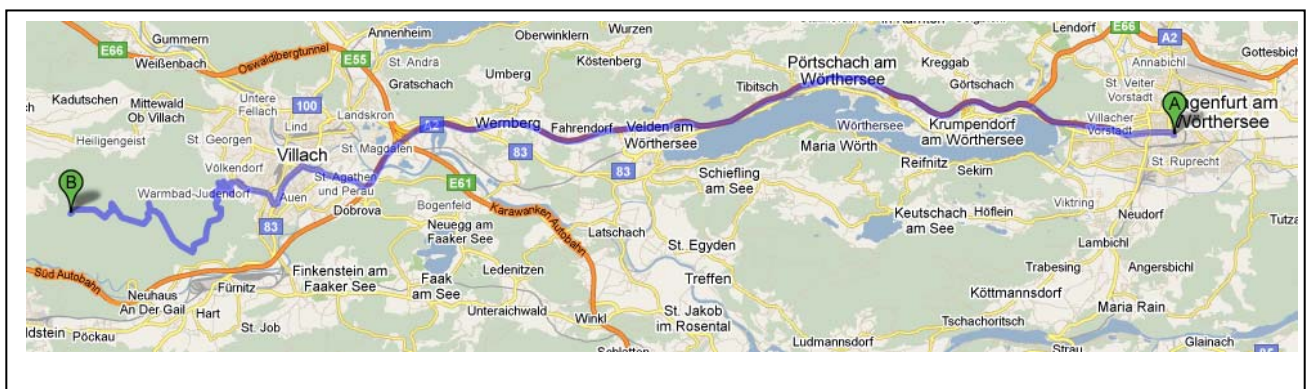 Gummern
Annenheim
Oberwinklern
Wurzen
Lendorf
E66
E66
Weißenbach
Oswaldibergtunnel
E55
St. Andrä
Köstenberg
A2
Gottesbich
Annabichl
Pörtschach am
Wörthersee
Kreggab
Gratschach
Umberg
Tibitsch
Görtschach
St. Veiter
Vorstadt
Kadutschen
Mittewald
Ob Villach
Untere
Fellach
100
Landskron
Lind
A
Wernberg
Fahrendorf
Velden am
Wörthersee
Wörthersee
Krumpendorf
am Wörthersee
Villacher
Vorstadt
agenfurt am
Wörthersee
Heiligengeist
St. Georgen
Villach
St. Magdalen
83
Maria Wörth
Reifnitz
Sekirn
St. Ruprecht
Völkendorf
St. Agathen
und Perau
E61
83
Schiefling
am See
B
Warmbad-Judendorf
Auen
Dobrova
Bogenfeld
Karawanken Autobahn
Viktring
83
Neuegg am
Faaker See
Latschach
St. Egyden
Keutschach
am See
Höflein
Neudorf
Tutza
Lambichl
Süd Autobahn
Finkenstein am
Faaker See
Faak
am See
Ledenitzen
Treffen
Trabesing
Angersbichl
Neuhaus
An Der Gail
Fürnitz
Köttmannsdorf
Hart
Unteraichwald
Winkl
St. Jakob
im Rosental
Maria Rain
ldstein
Pöckau
St. Job
Tschachoritsch
Ludmannsdorf
Strau
Glainach